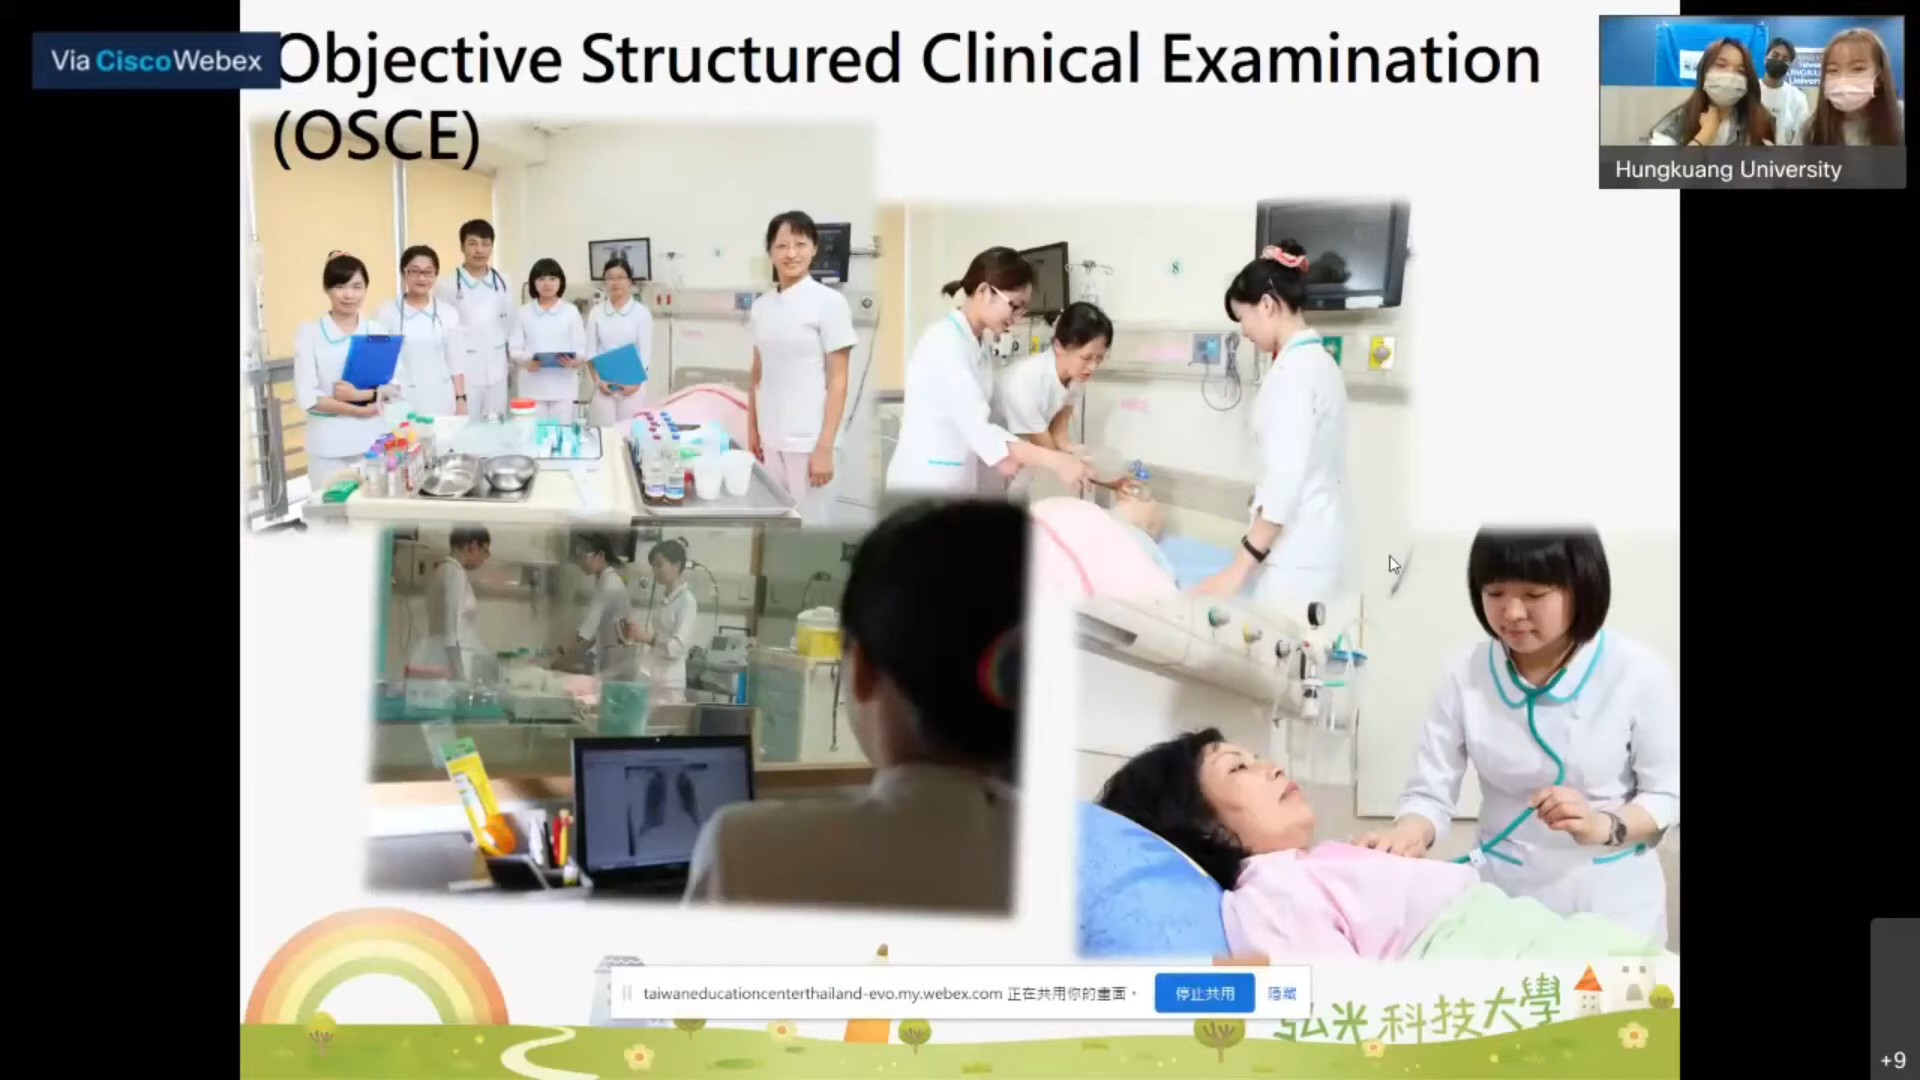 Via CiscoWebex
Objective Structured Clinical Examination
(OSCE)
Hungkuang University
8
taiwaneducationcenterthailand-evo.my.webex.com 正在共用你的畫面。
停止共用
隱藏
弘光科技大學
+9